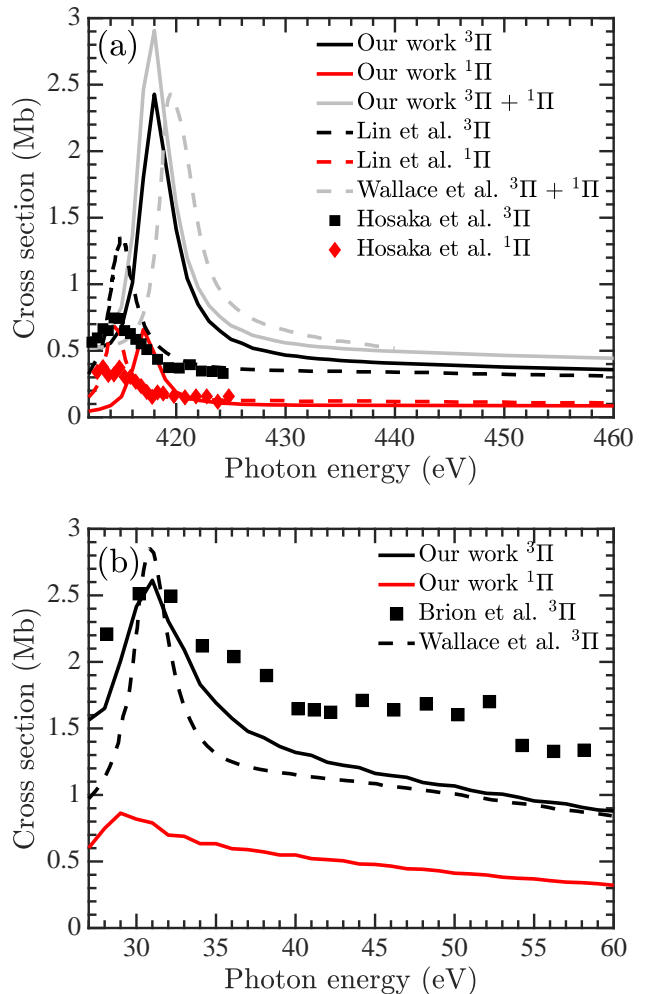 3
(a)
Our work ³Π
2.5
Our work ¹Π
Our work ³Π + ¹Π
2
Lin et al. ³Π
Lin et al. ¹Π
Wallace et al. ³Π + ¹Π
1.5
Hosaka et al. ³Π
Hosaka et al. ¹Π
1
0.5
0
Cross section (Mb)
420 430 440 450 460
Photon energy (eV)
3
(b)
Our work ³Π
2.5
Our work ¹Π
Brion et al. ³Π
2
Wallace et al. ³Π
1.5
1
0.5
0
Cross section (Mb)
30 35 40 45 50 55 60
Photon energy (eV)